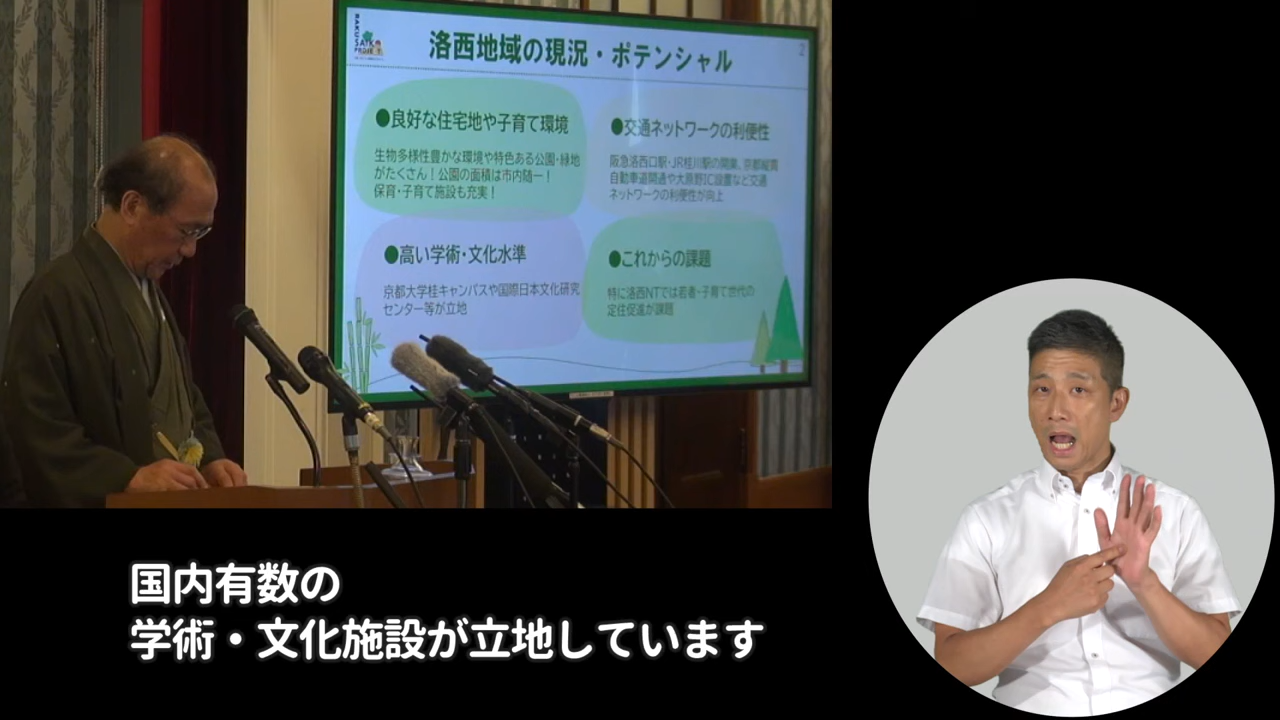 RAKU
SAIKO
PROJECT
洛西地域の現況・ポテンシャル
2
●良好な住宅地や子育て環境
生物多様性豊かな環境や特色ある公園・緑地
がたくさん！公園の面積は市内随一！
保育・子育て施設も充実！
●交通ネットワークの利便性
阪急洛西口駅・JR桂川駅の開業、京都縦貫
自動車道開通や大原野IC設置など交通
ネットワークの利便性が向上
●高い学術・文化水準
京都大学桂キャンパスや国際日本文化研究
センター等が立地
●これからの課題
特に洛西NTでは若者・子育て世代の
定住促進が課題
国内有数の
学術・文化施設が立地しています